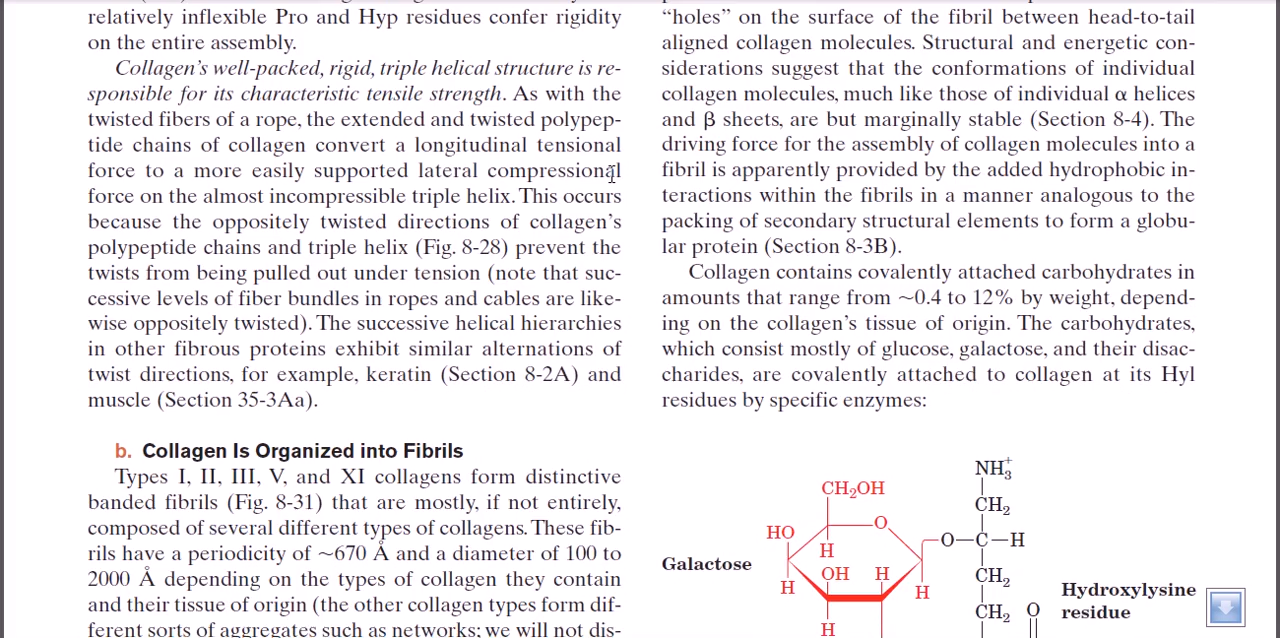 relatively inflexible Pro and Hyp residues confer rigidity
on the entire assembly.
Collagen's well-packed, rigid, triple helical structure is re-
sponsible for its characteristic tensile strength. As with the
twisted fibers of a rope, the extended and twisted polypep-
tide chains of collagen convert a longitudinal tensional
force to a more easily supported lateral compressional
force on the almost incompressible triple helix. This occurs
because the oppositely twisted directions of collagen's
polypeptide chains and triple helix (Fig. 8-28) prevent the
twists from being pulled out under tension (note that suc-
cessive levels of fiber bundles in ropes and cables are like-
wise oppositely twisted). The successive helical hierarchies
in other fibrous proteins exhibit similar alternations of
twist directions, for example, keratin (Section 8-2A) and
muscle (Section 35-3Aa).
b. Collagen Is Organized into Fibrils
Types I, II, III, V, and XI collagens form distinctive
banded fibrils (Fig. 8-31) that are mostly, if not entirely,
composed of several different types of collagens. These fib-
rils have a periodicity of ~670 Å and a diameter of 100 to
2000 Å depending on the types of collagen they contain
and their tissue of origin (the other collagen types form dif-
ferent sorts of aggregates such as networks; we will not dis-
"holes" on the surface of the fibril between head-to-tail
aligned collagen molecules. Structural and energetic con-
siderations suggest that the conformations of individual
collagen molecules, much like those of individual α helices
and β sheets, are but marginally stable (Section 8-4). The
driving force for the assembly of collagen molecules into a
fibril is apparently provided by the added hydrophobic in-
teractions within the fibrils in a manner analogous to the
packing of secondary structural elements to form a globu-
lar protein (Section 8-3B).
Collagen contains covalently attached carbohydrates in
amounts that range from ~0.4 to 12% by weight, depend-
ing on the collagen's tissue of origin. The carbohydrates,
which consist mostly of glucose, galactose, and their disac-
charides, are covalently attached to collagen at its Hyl
residues by specific enzymes:
NH₃⁺
CH₂OH
CH₂
HO
O
O—C—H
H
Galactose
OH H
CH₂
H
H
Hydroxylysine
residue
CH₂ O
H